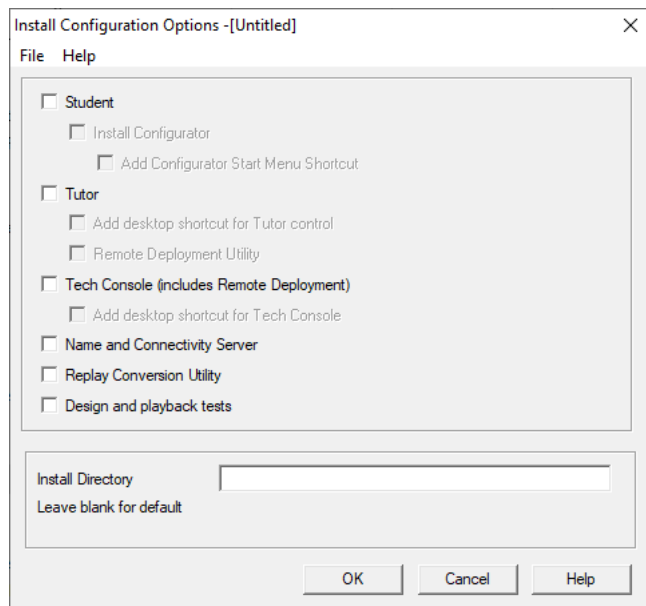 Install Configuration Options -[Untitled]
File Help
Student
Install Configurator
Add Configurator Start Menu Shortcut
Tutor
Add desktop shortcut for Tutor control
Remote Deployment Utility
Tech Console (includes Remote Deployment)
Add desktop shortcut for Tech Console
Name and Connectivity Server
Replay Conversion Utility
Design and playback tests
Install Directory
Leave blank for default
OK Cancel Help